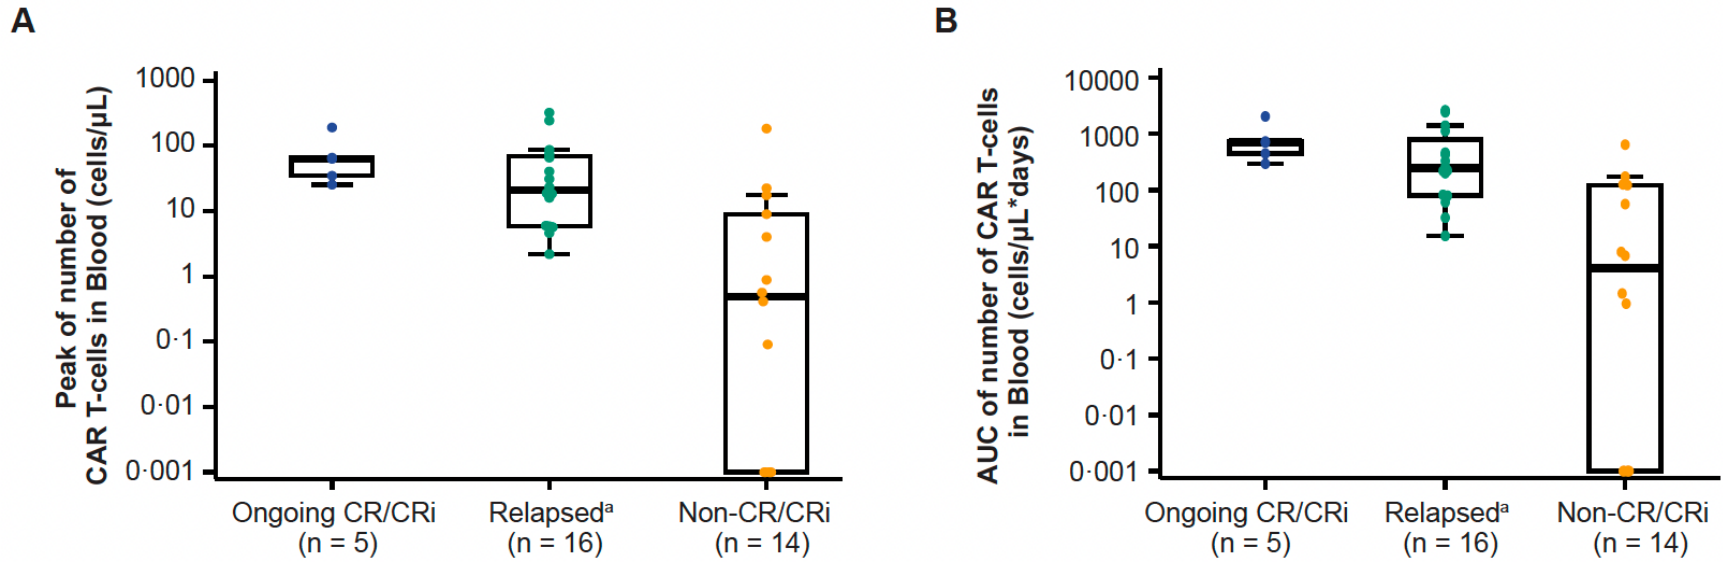 A
Peak of number of
CAR T-cells in Blood (cells/μL)
1000
100
10
1
0·1
0·01
0·001
Ongoing CR/CRi
(n = 5)
Relapsedᵃ
(n = 16)
Non-CR/CRi
(n = 14)
B
AUC of number of CAR T-cells
in Blood (cells/μL*days)
10000
1000
100
10
1
0·1
0·01
0·001
Ongoing CR/CRi
(n = 5)
Relapsedᵃ
(n = 16)
Non-CR/CRi
(n = 14)